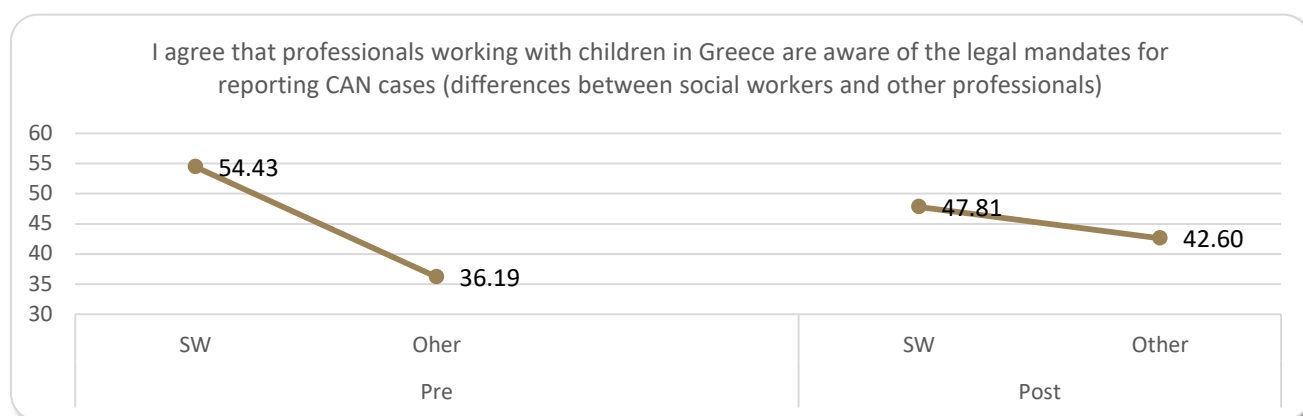 I agree that professionals working with children in Greece are aware of the legal mandates for
reporting CAN cases (differences between social workers and other professionals)
60
55
50
45
40
35
30
54.43
36.19
47.81
42.60
SW
Oher
SW
Other
Pre
Post